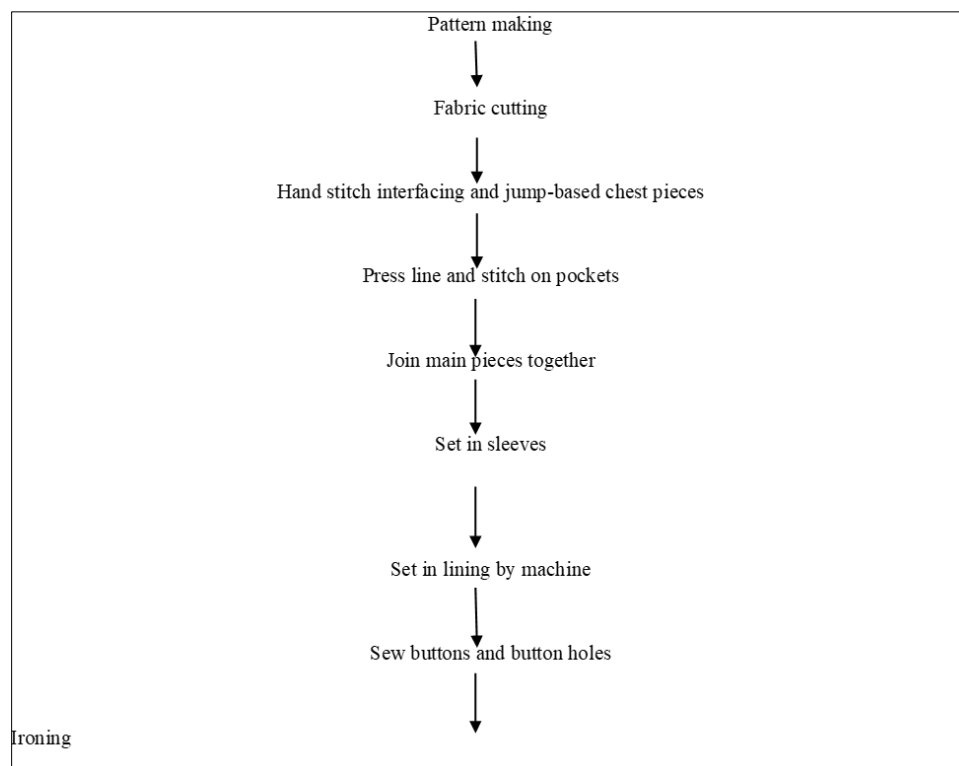 Pattern making
Fabric cutting
Hand stitch interfacing and jump-based chest pieces
Press line and stitch on pockets
Join main pieces together
Set in sleeves
Set in lining by machine
Sew buttons and button holes
Ironing